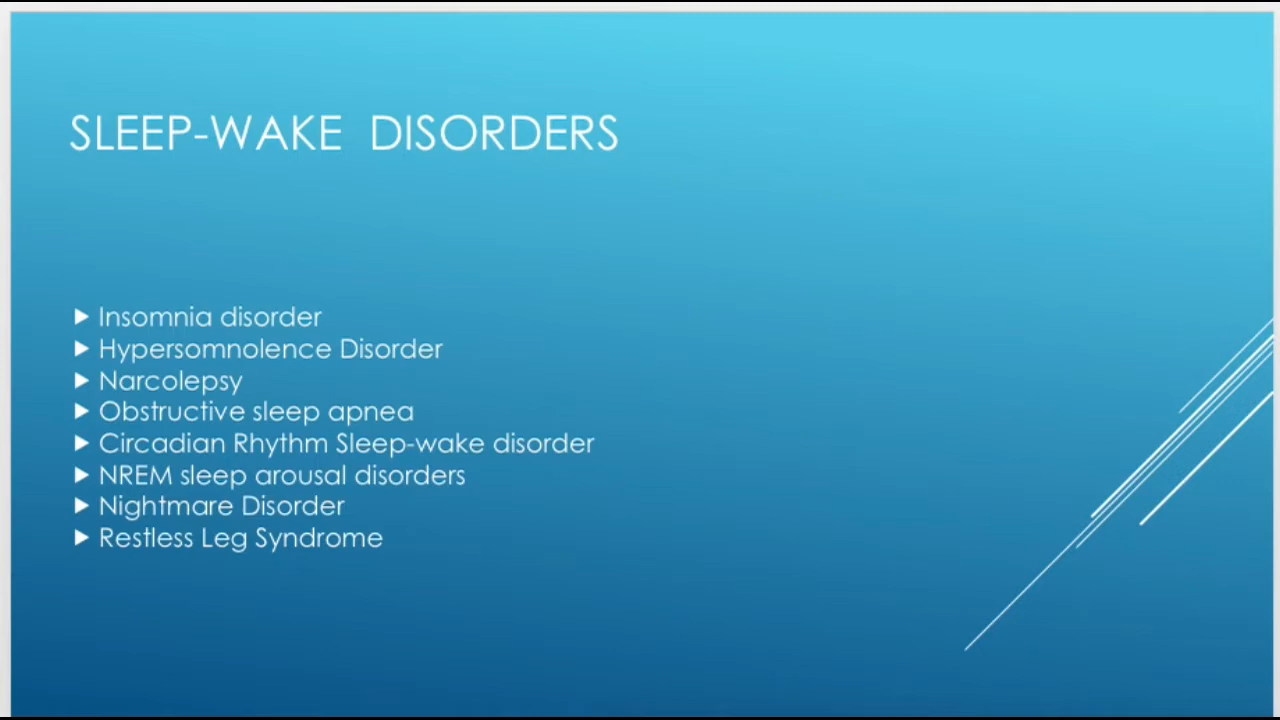 SLEEP-WAKE DISORDERS
Insomnia disorder
Hypersomnolence Disorder
Narcolepsy
Obstructive sleep apnea
Circadian Rhythm Sleep-wake disorder
NREM sleep arousal disorders
Nightmare Disorder
Restless Leg Syndrome